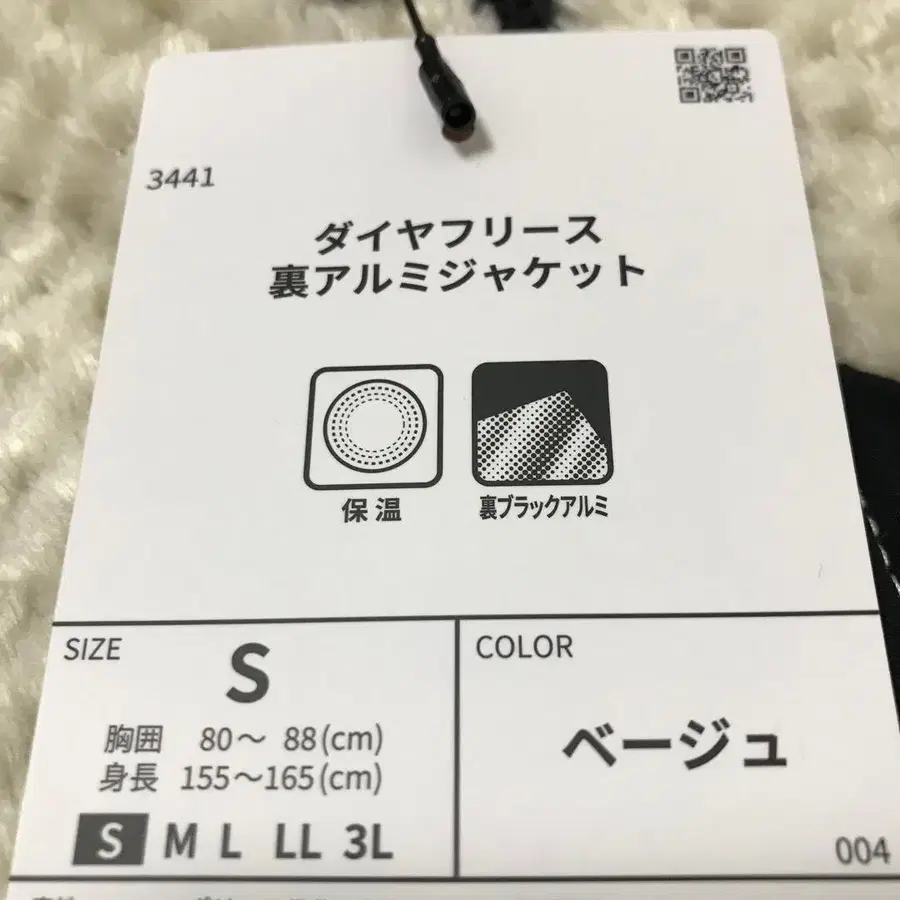 3441
ダイヤフリース
裏アルミジャケット
保温
裏ブラックアルミ
SIZE
S
胸囲 80～ 88(cm)
身長 155～165(cm)
S M L LL 3L
COLOR
ベージュ
004